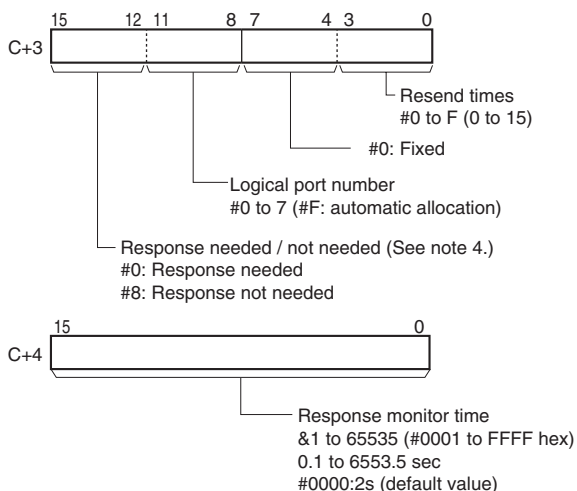 15 12 11 8 7 4 3 0
C+3
Resend times
#0 to F (0 to 15)
#0: Fixed
Logical port number
#0 to 7 (#F: automatic allocation)
Response needed / not needed (See note 4.)
#0: Response needed
#8: Response not needed
15 0
C+4
Response monitor time
&1 to 65535 (#0001 to FFFF hex)
0.1 to 6553.5 sec
#0000:2s (default value)